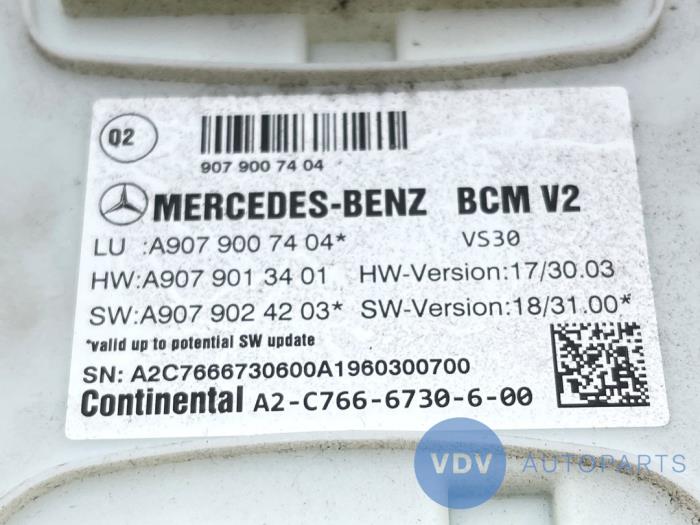 Q2
907 900 74 04
MERCEDES-BENZ BCM V2
LU :A907 900 74 04* VS30
HW:A907 901 34 01 HW-Version:17/30.03
SW:A907 902 42 03* SW-Version:18/31.00*
*valid up to potential SW update
SN: A2C7666730600A1960300700
Continental A2-C766-6730-6-00
VDV AUTOPARTS